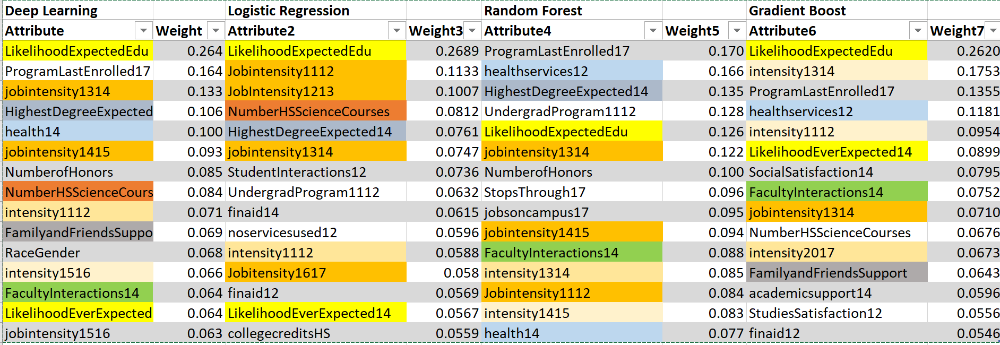 Deep Learning Logistic Regression Random Forest Gradient Boost
Attribute Weight Attribute2 Weight3 Attribute4 Weight5 Attribute6 Weight7
LikelihoodExpectedEdu 0.264 LikelihoodExpectedEdu 0.2689 ProgramLastEnrolled17 0.170 LikelihoodExpectedEdu 0.2620
ProgramLastEnrolled17 0.164 Jobintensity1112 0.1133 healthservices12 0.166 intensity1314 0.1753
jobintensity1314 0.133 JobIntensity1213 0.1007 HighestDegreeExpected14 0.135 ProgramLastEnrolled17 0.1355
HighestDegreeExpected 0.106 NumberHSScienceCourses 0.0812 UndergradProgram1112 0.128 healthservices12 0.1181
health14 0.100 HighestDegreeExpected14 0.0761 LikelihoodExpectedEdu 0.126 intensity1112 0.0954
jobintensity1415 0.093 jobintensity1314 0.0747 jobintensity1314 0.122 LikelihoodEverExpected14 0.0899
NumberofHonors 0.085 StudentInteractions12 0.0736 NumberofHonors 0.100 SocialSatisfaction14 0.0795
NumberHSScienceCours 0.084 UndergradProgram1112 0.0632 StopsThrough17 0.096 FacultyInteractions14 0.0752
intensity1112 0.071 finaid14 0.0615 jobsoncampus17 0.095 jobintensity1314 0.0710
FamilyandFriendsSuppo 0.069 noservicesused12 0.0596 jobintensity1415 0.094 NumberHSScienceCourses 0.0676
RaceGender 0.068 intensity1112 0.0588 FacultyInteractions14 0.088 intensity2017 0.0673
intensity1516 0.066 Jobitensity1617 0.058 intensity1314 0.085 FamilyandFriendsSupport 0.0643
FacultyInteractions14 0.064 finaid12 0.0569 Jobintensity1112 0.084 academicsupport14 0.0596
LikelihoodEverExpected 0.064 LikelihoodEverExpected14 0.0567 intensity1415 0.083 StudiesSatisfaction12 0.0556
jobintensity1516 0.063 collegecreditsHS 0.0559 health14 0.077 finaid12 0.0546